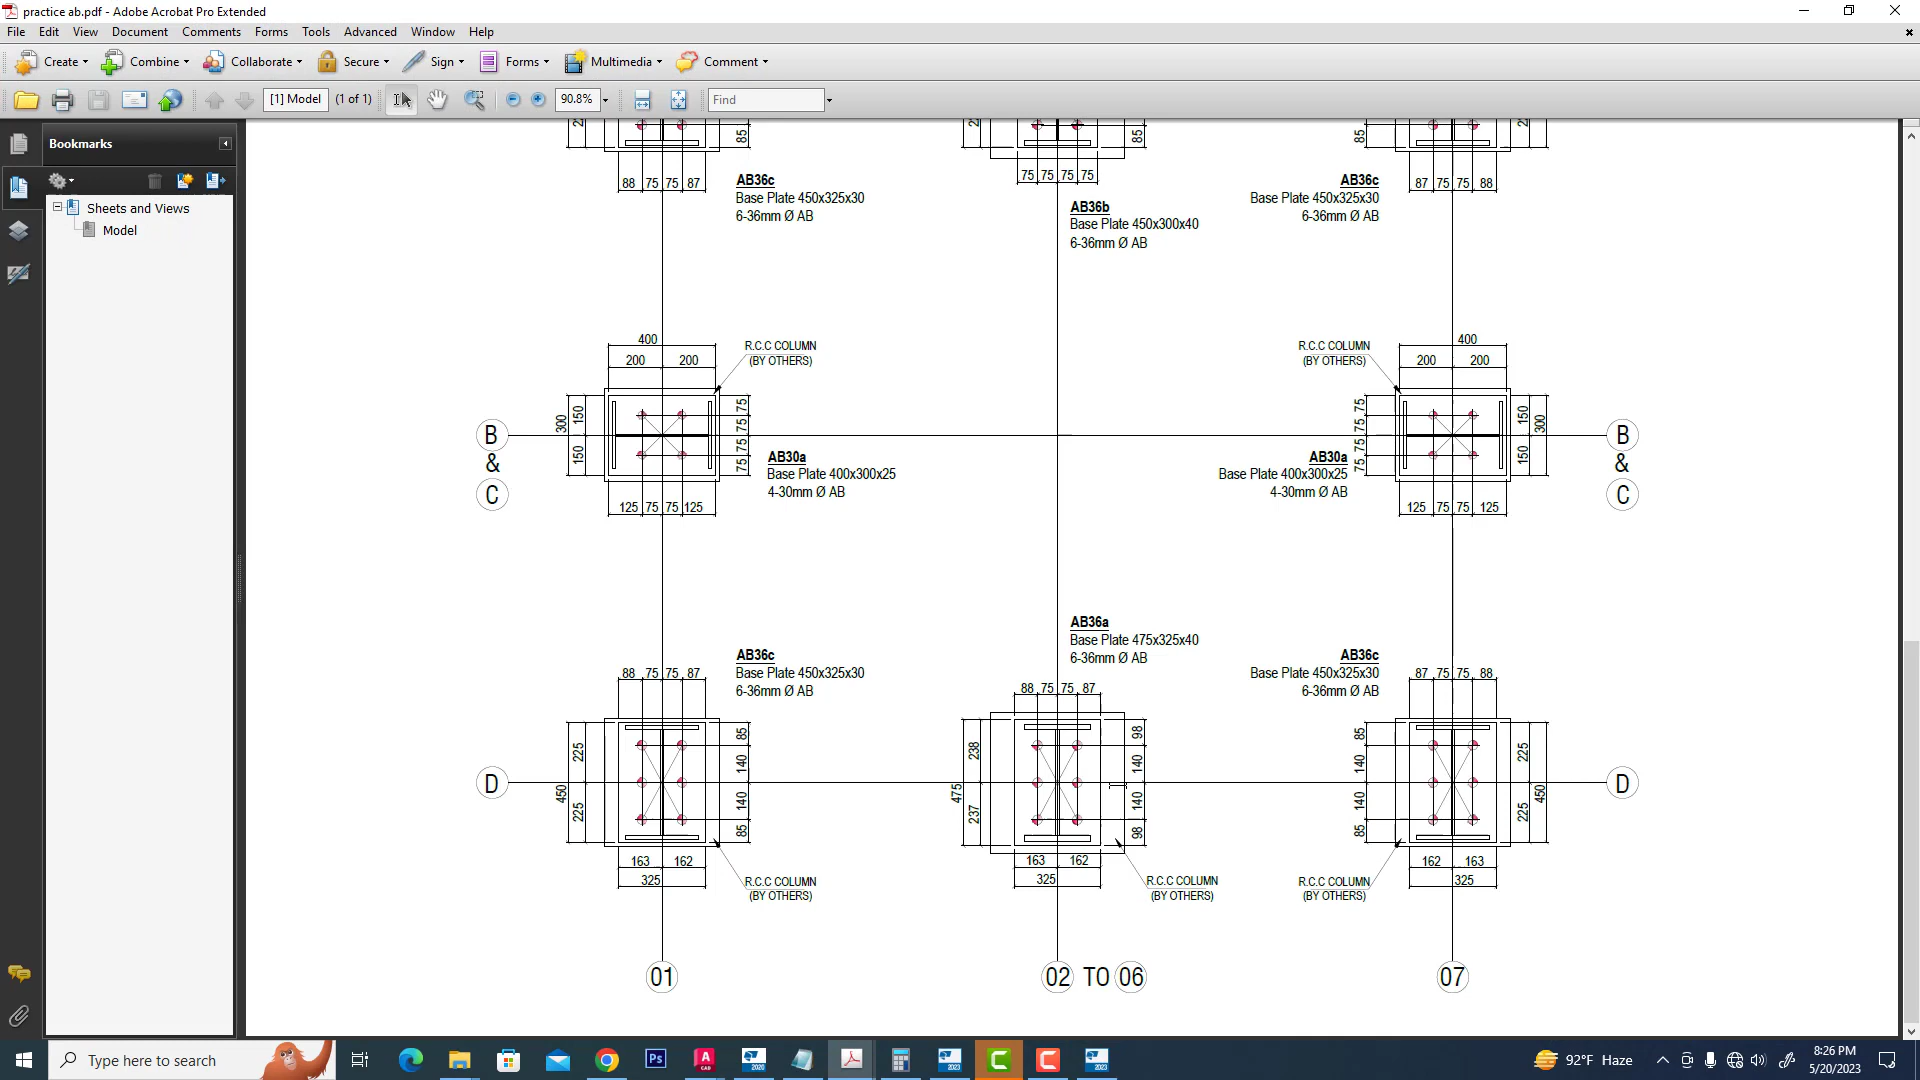 practice ab.pdf - Adobe Acrobat Pro Extended
File Edit View Document Comments Forms Tools Advanced Window Help
Create Combine Collaborate Secure Sign Forms Multimedia Comment
[1] Model (1 of 1) 90.8% Find
Bookmarks
Sheets and Views
Model
85 85 85
88 75 75 87
75 75 75 75
87 75 75 88
AB36c
Base Plate 450x325x30
6-36mm Ø AB
AB36b
Base Plate 450x300x40
6-36mm Ø AB
AB36c
Base Plate 450x325x30
6-36mm Ø AB
400
200 200
R.C.C COLUMN
(BY OTHERS)
300 150 150
75 75 75 75
125 75 75 125
AB30a
Base Plate 400x300x25
4-30mm Ø AB
R.C.C COLUMN
(BY OTHERS)
400
200 200
75 75 75 75
150 150 300
125 75 75 125
AB30a
Base Plate 400x300x25
4-30mm Ø AB
B
&
C
B
&
C
AB36c
Base Plate 450x325x30
6-36mm Ø AB
AB36a
Base Plate 475x325x40
6-36mm Ø AB
AB36c
Base Plate 450x325x30
6-36mm Ø AB
88 75 75 87
88 75 75 87
87 75 75 88
D
450 225 225
85 140 140 85
163 162
325
R.C.C COLUMN
(BY OTHERS)
475 238 237
98 140 140 98
163 162
325
R.C.C COLUMN
(BY OTHERS)
85 140 140 85
225 225 450
162 163
325
R.C.C COLUMN
(BY OTHERS)
D
01
02 TO 06
07
Type here to search
92°F Haze
8:26 PM
5/20/2023